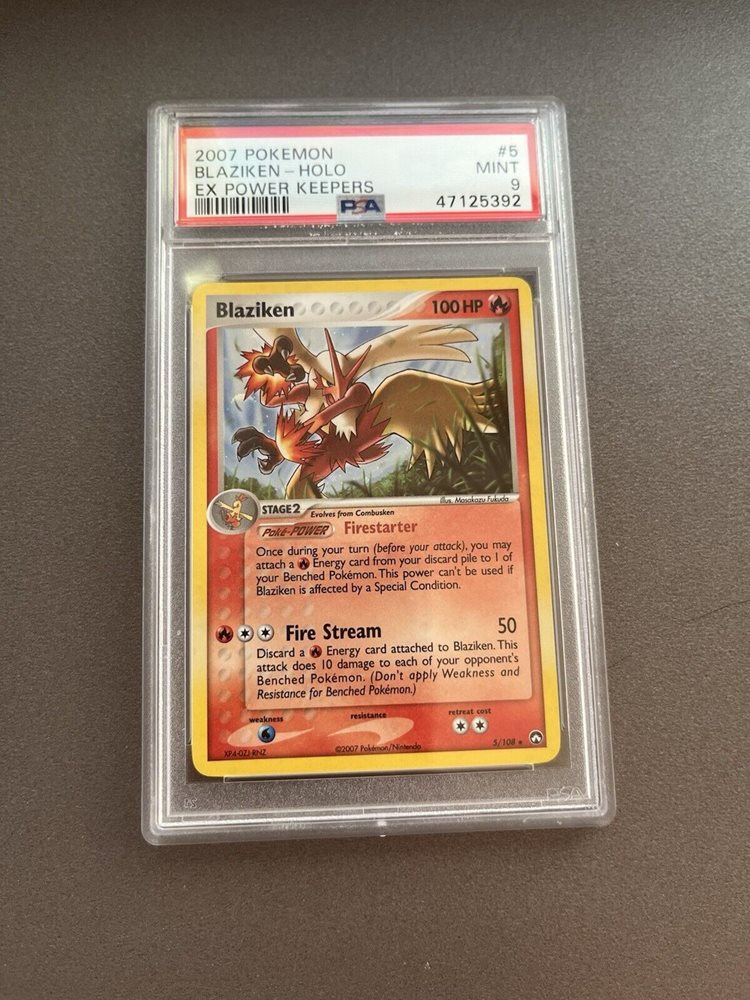 2007 POKEMON #5
BLAZIKEN - HOLO MINT
EX POWER KEEPERS 9
PSA 47125392
Blaziken 100 HP
Illus. Masakazu Fukuda
STAGE2 Evolves from Combusken
Poké-POWER Firestarter
Once during your turn (before your attack), you may
attach a Energy card from your discard pile to 1 of
your Benched Pokémon. This power can't be used if
Blaziken is affected by a Special Condition.
Fire Stream 50
Discard a Energy card attached to Blaziken. This
attack does 10 damage to each of your opponent's
Benched Pokémon. (Don't apply Weakness and
Resistance for Benched Pokémon.)
weakness resistance retreat cost
XP4-0ZJ-RNZ ©2007 Pokémon/Nintendo 5/108
PSA